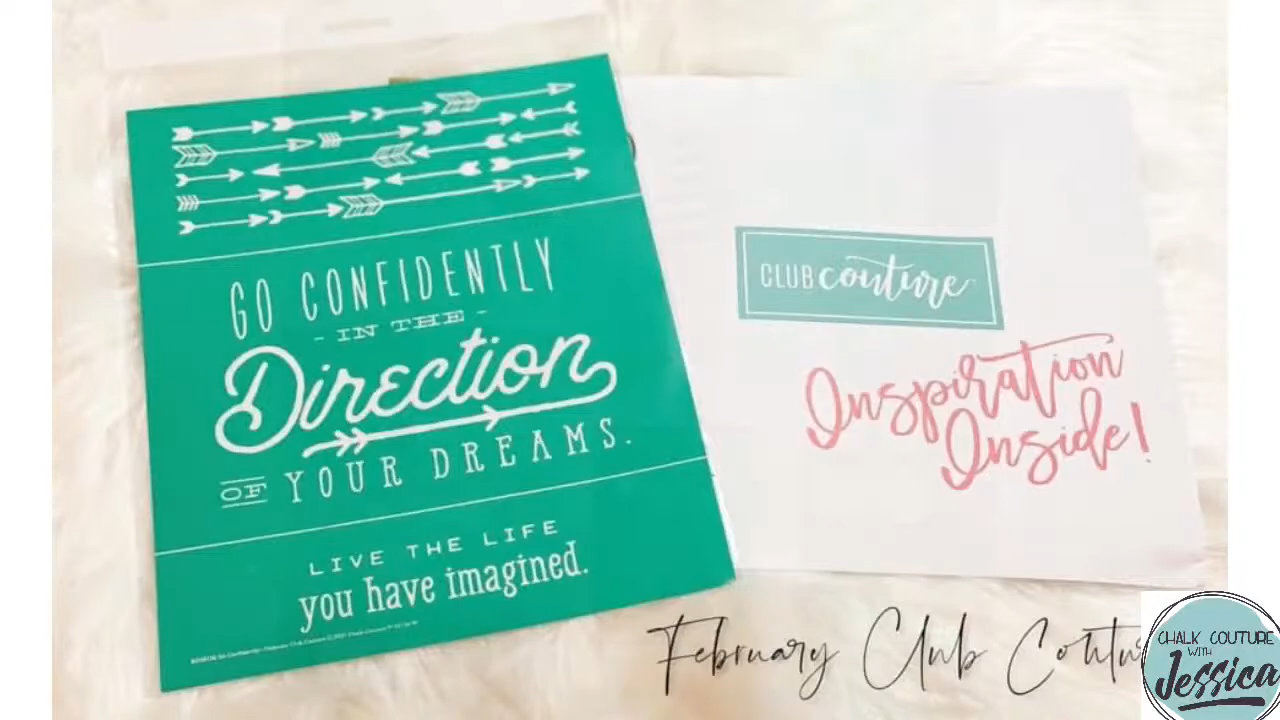 GO CONFIDENTLY
- IN THE -
Direction
OF YOUR DREAMS.
LIVE THE LIFE
you have imagined.
CLUB couture
Inspiration
Inside!
February Club
CHALK COUTURE
WITH
Jessica